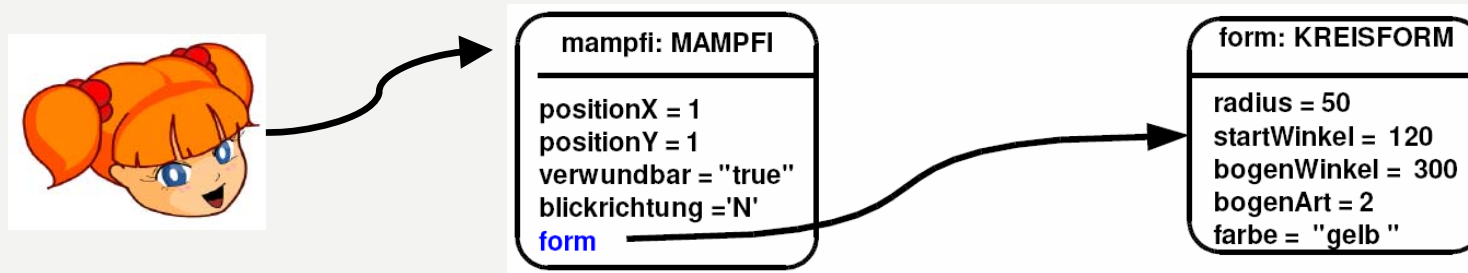 mampfi: MAMPFI
positionX = 1
positionY = 1
verwundbar = "true"
blickrichtung ='N'
form
form: KREISFORM
radius = 50
startWinkel = 120
bogenWinkel = 300
bogenArt = 2
farbe = "gelb "